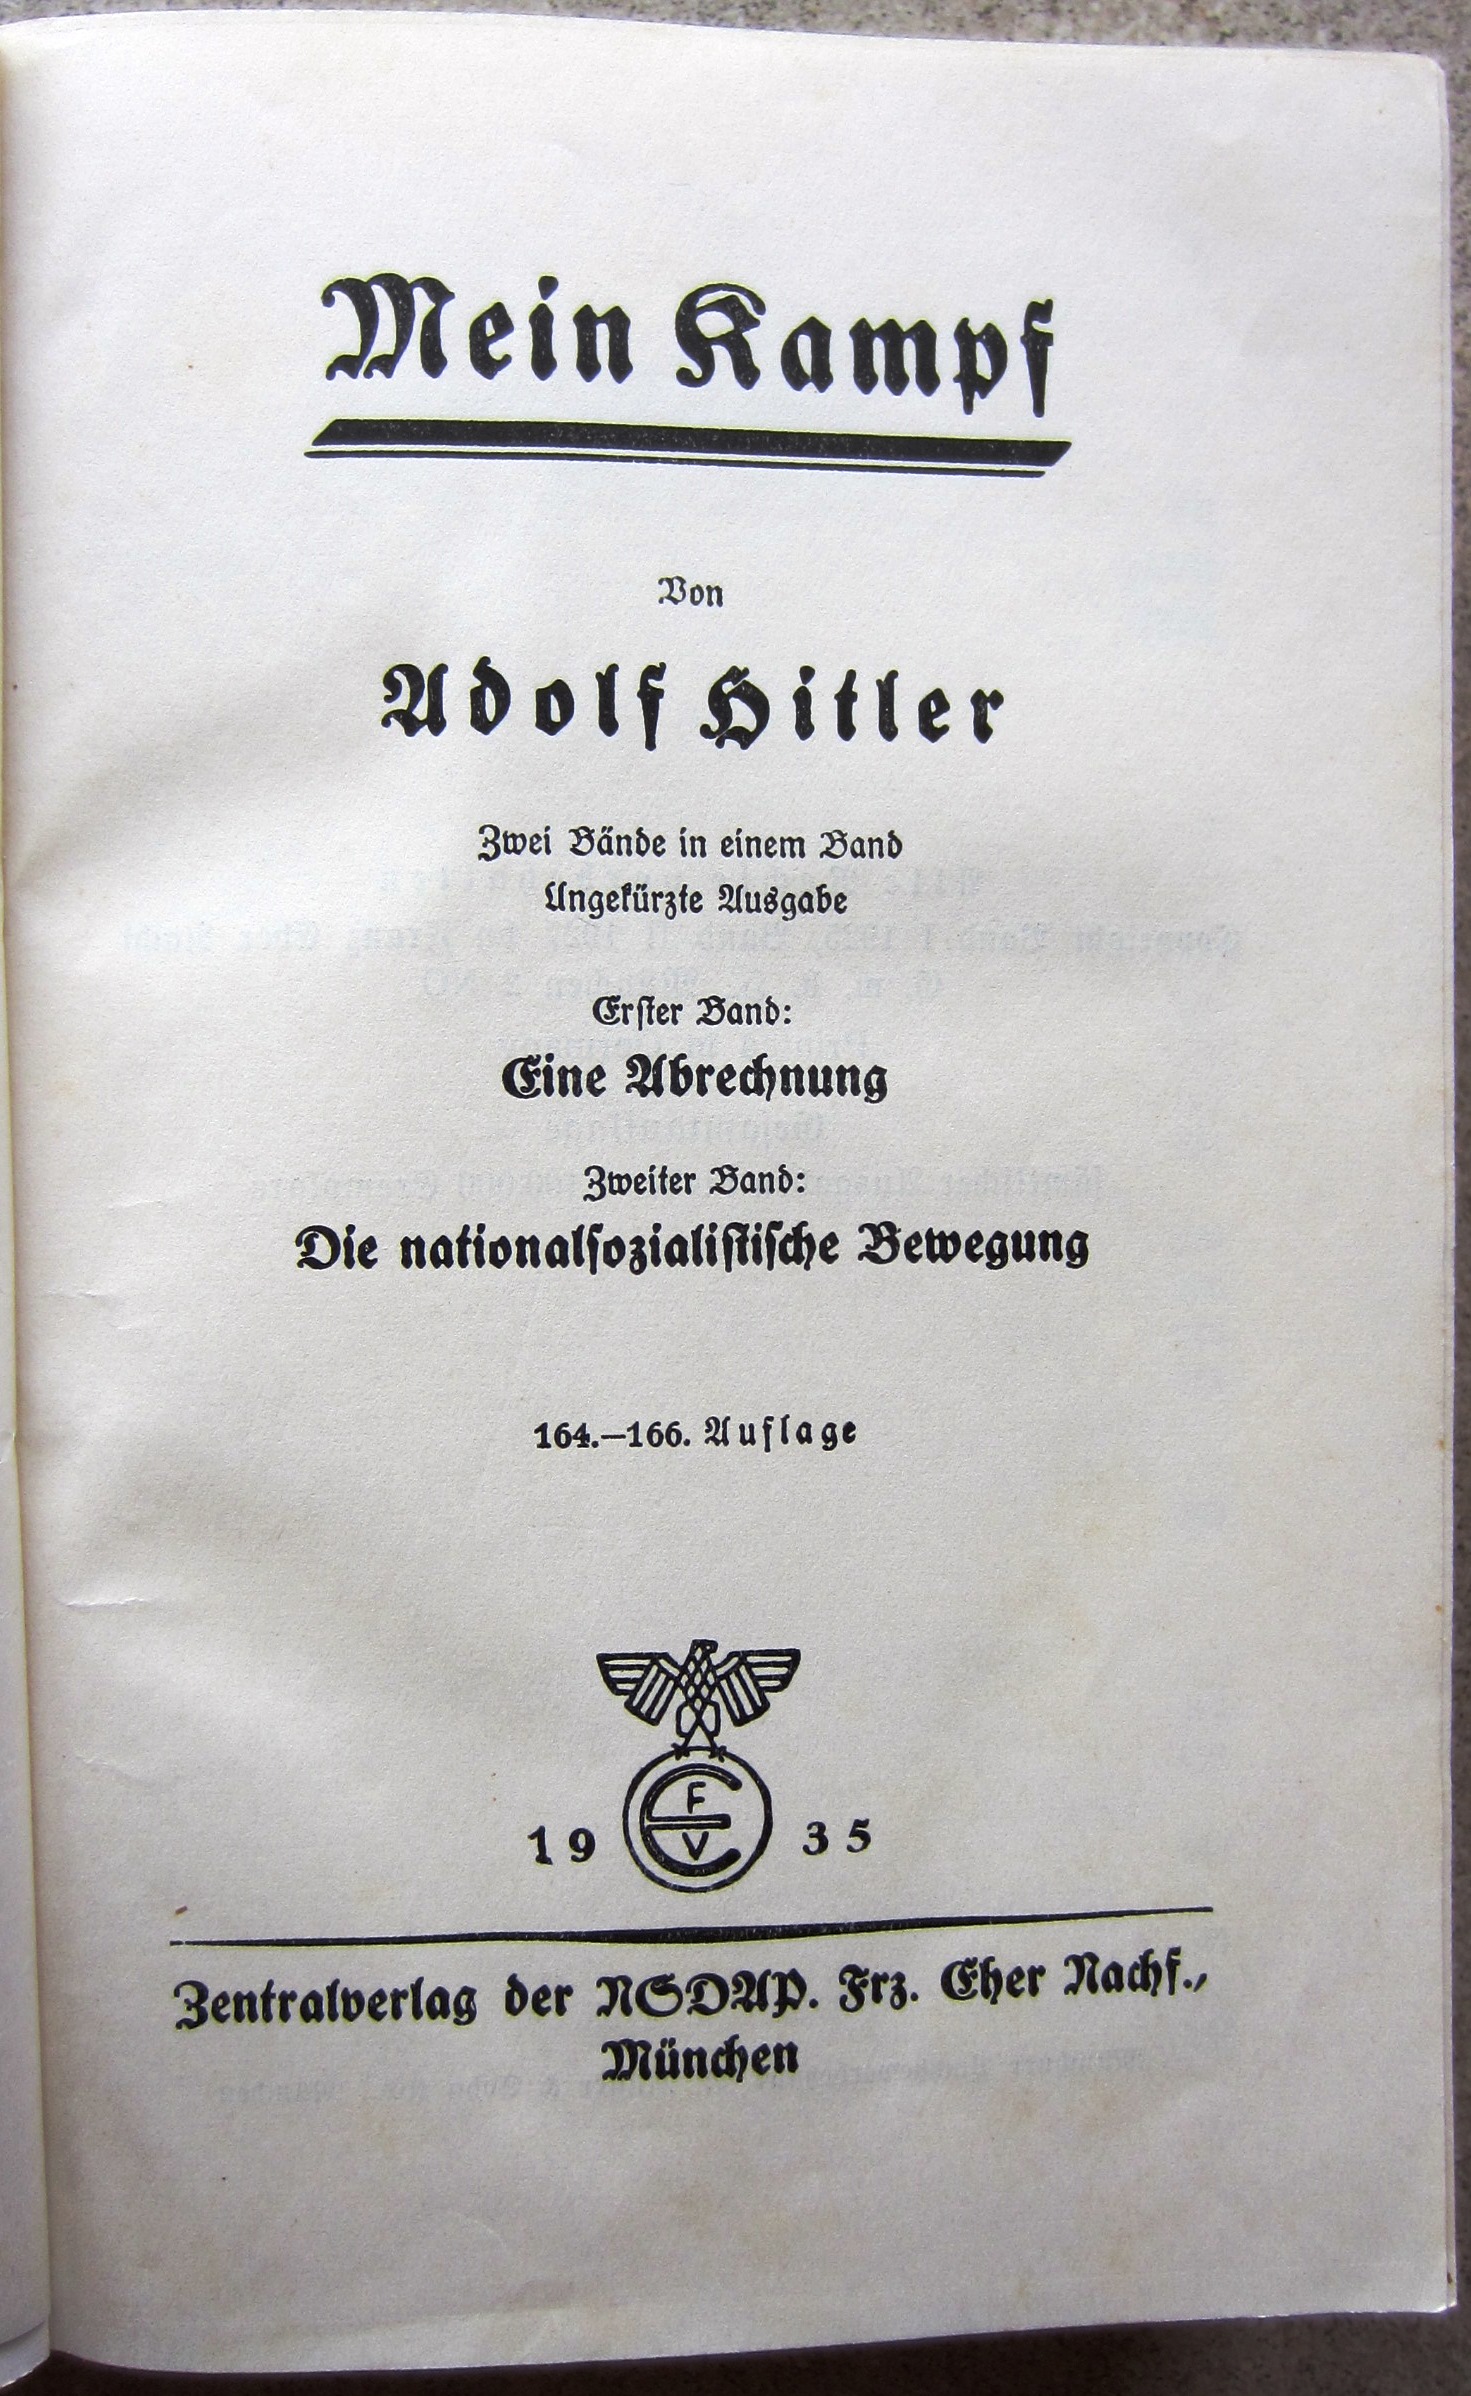 Mein Kampf
Von
Adolf Hitler
Zwei Bände in einem Band
Ungekürzte Ausgabe
Erster Band:
Eine Abrechnung
Zweiter Band:
Die nationalsozialiſtiſche Bewegung
164.–166. Auflage
F
E
V
19 35
Zentralverlag der NSDAP. Frz. Eher Nachf.,
München